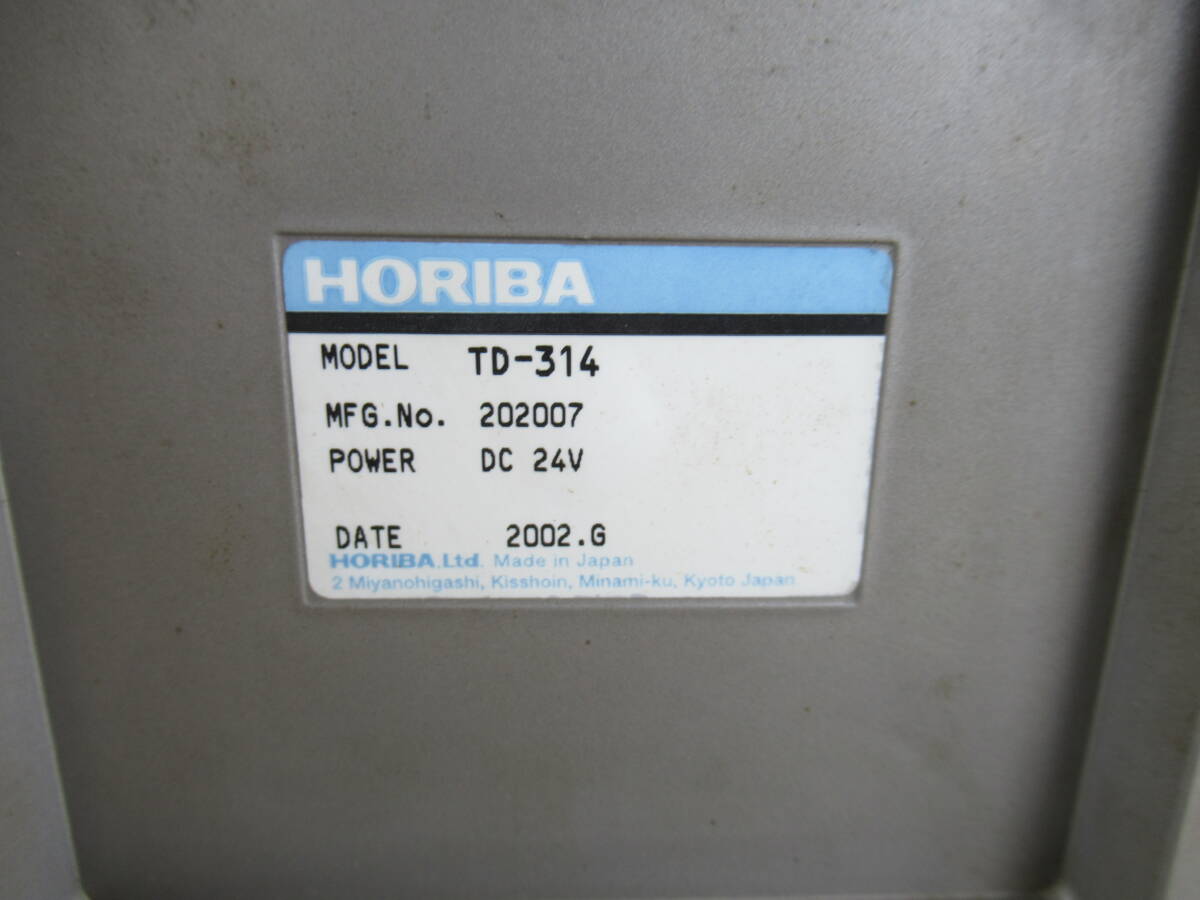 HORIBA
MODEL TD-314
MFG.No. 202007
POWER DC 24V
DATE 2002.G
HORIBA,Ltd. Made in Japan
2 Miyanohigashi, Kisshoin, Minami-ku, Kyoto Japan